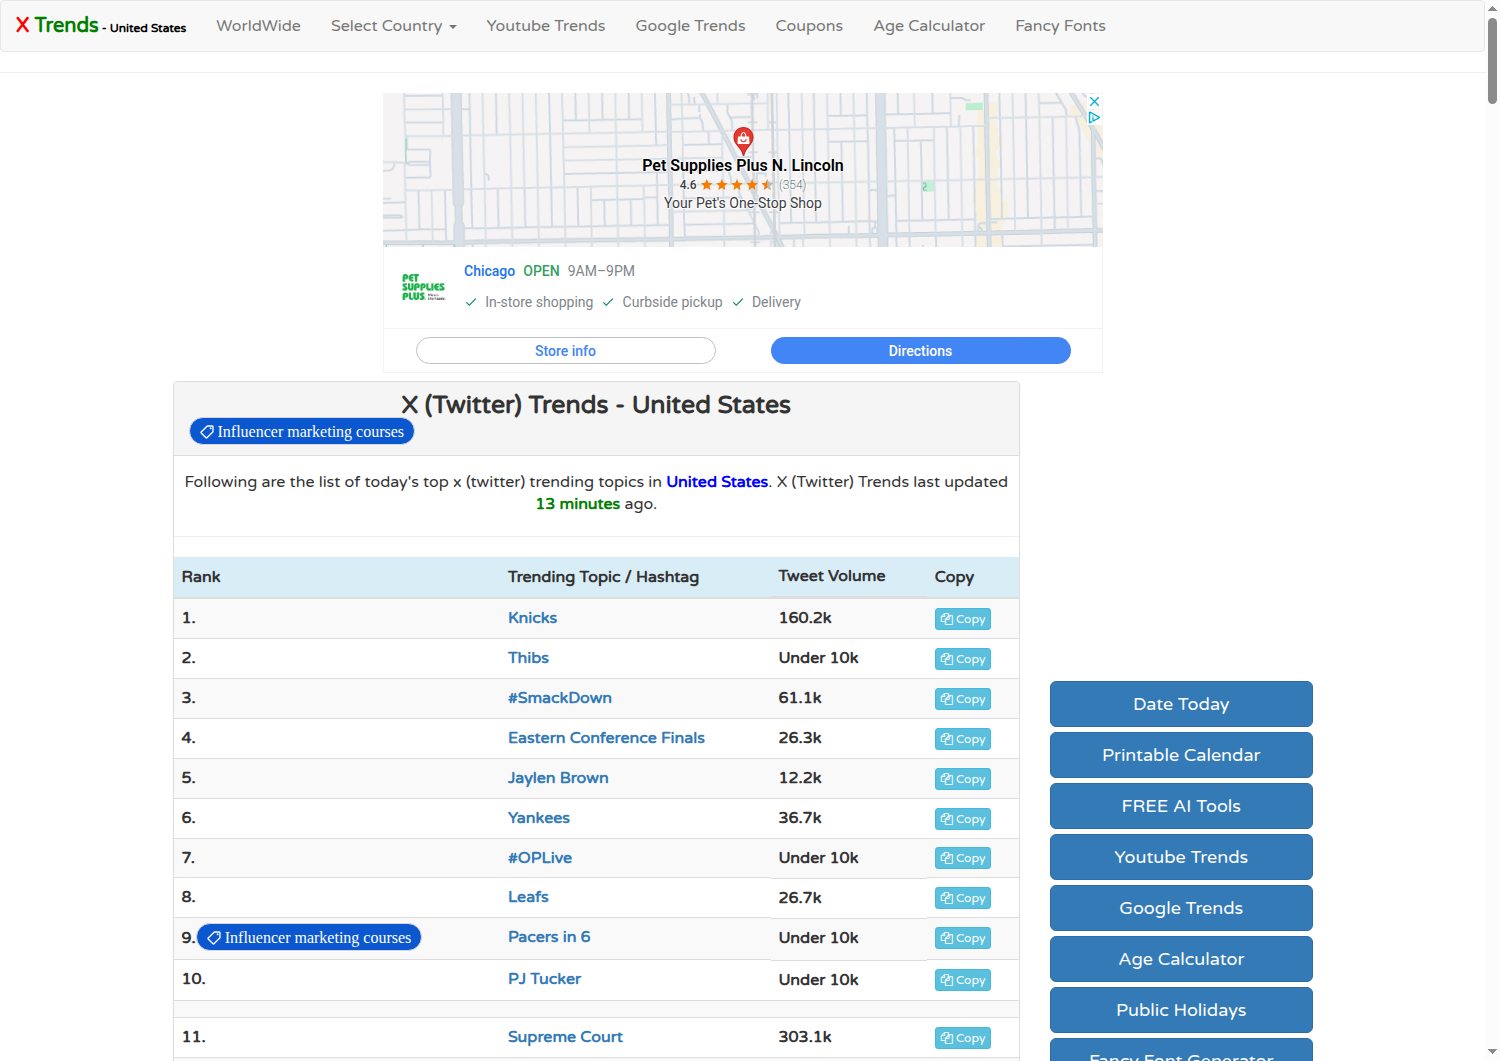 X Trends - United States WorldWide Select Country Youtube Trends Google Trends Coupons Age Calculator Fancy Fonts
Pet Supplies Plus N. Lincoln
4.6 (354)
Your Pet's One-Stop Shop
PET
SUPPLIES
PLUS
Chicago OPEN 9AM–9PM
In-store shopping Curbside pickup Delivery
Store info Directions
X (Twitter) Trends - United States
Influencer marketing courses
Following are the list of today's top x (twitter) trending topics in United States. X (Twitter) Trends last updated
13 minutes ago.
Rank Trending Topic / Hashtag Tweet Volume Copy
1. Knicks 160.2k Copy
2. Thibs Under 10k Copy
3. #SmackDown 61.1k Copy
4. Eastern Conference Finals 26.3k Copy
5. Jaylen Brown 12.2k Copy
6. Yankees 36.7k Copy
7. #OPLive Under 10k Copy
8. Leafs 26.7k Copy
9. Influencer marketing courses Pacers in 6 Under 10k Copy
10. PJ Tucker Under 10k Copy
11. Supreme Court 303.1k Copy
Date Today
Printable Calendar
FREE AI Tools
Youtube Trends
Google Trends
Age Calculator
Public Holidays
Fancy Font Generator